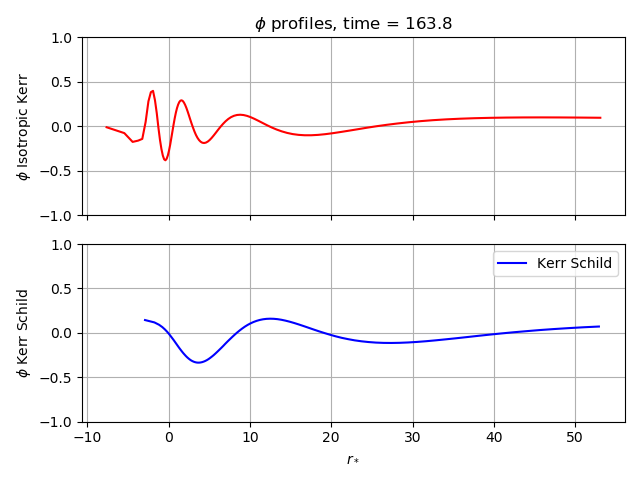 ϕ profiles, time = 163.8
1.0
0.5
0.0
−0.5
−1.0
ϕ Isotropic Kerr
1.0
0.5
0.0
−0.5
−1.0
ϕ Kerr Schild
Kerr Schild
−10 0 10 20 30 40 50
r*